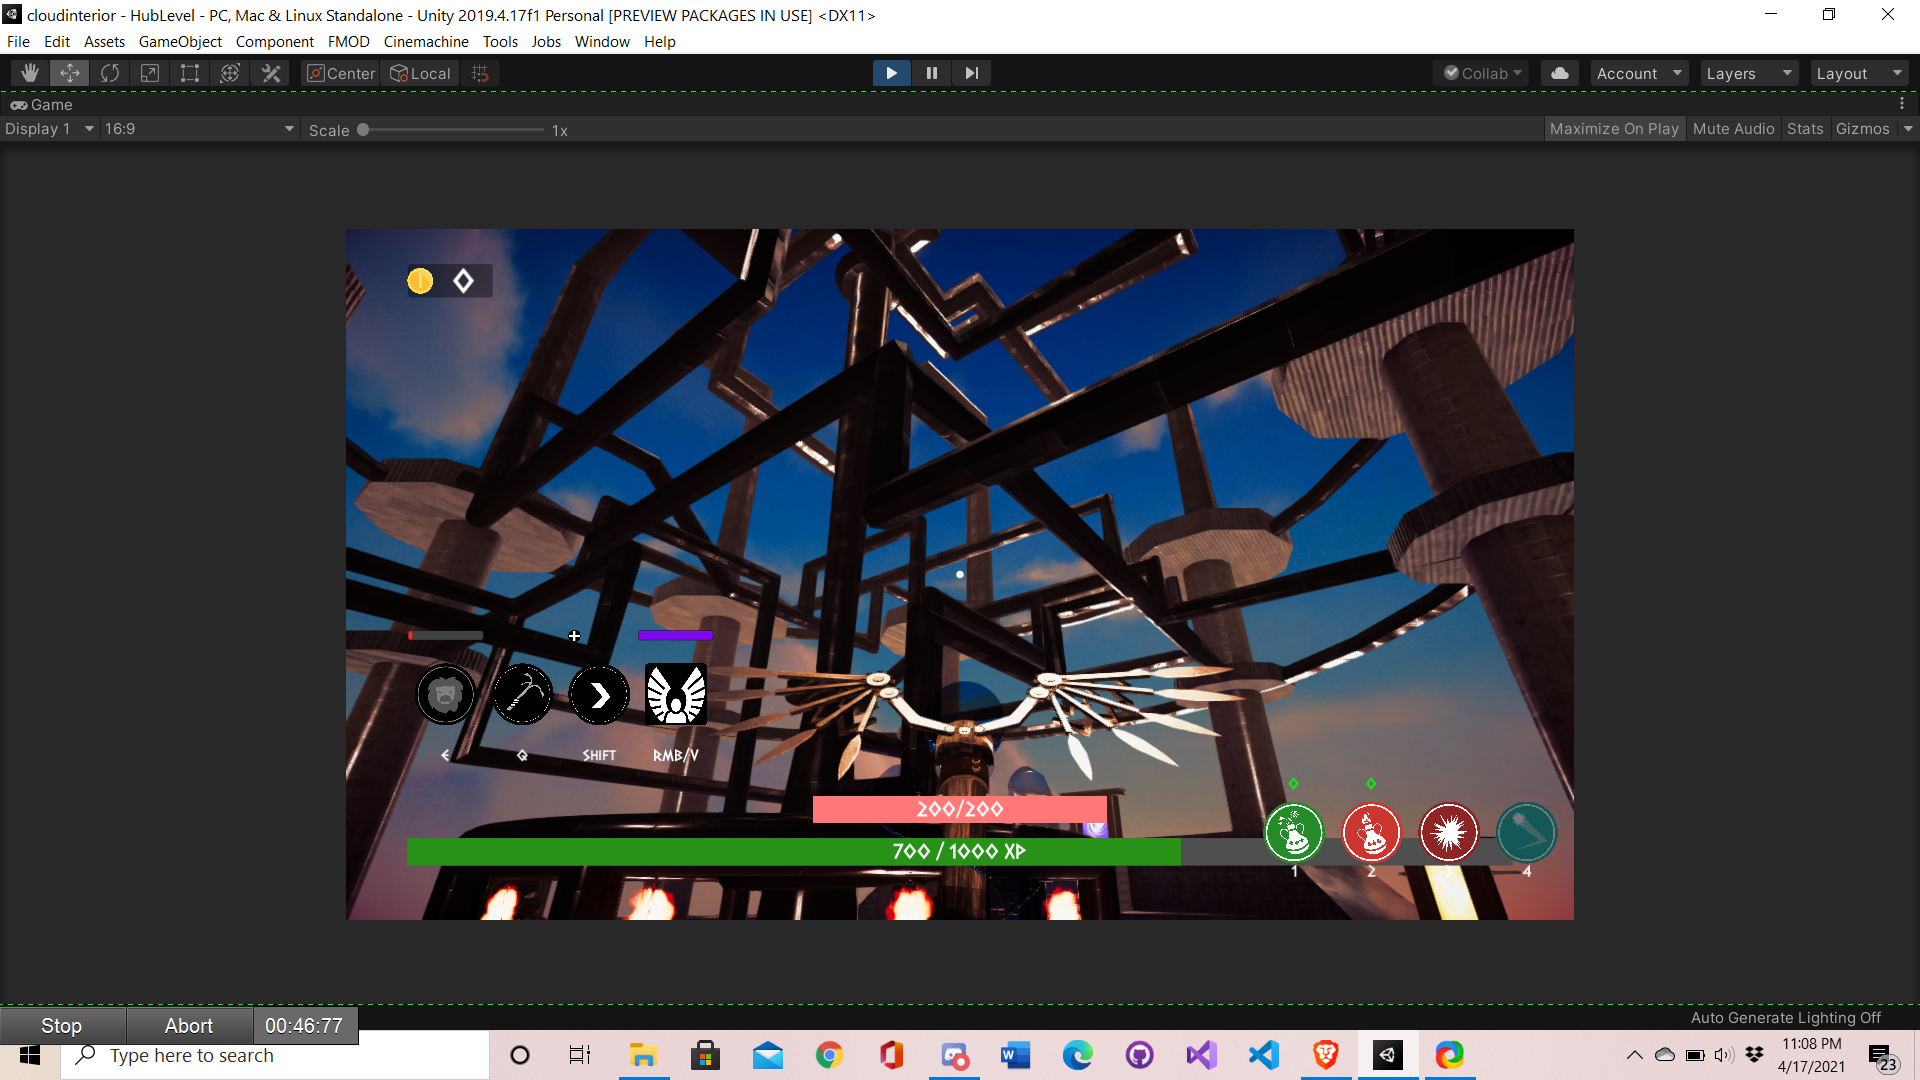 cloudinterior - HubLevel - PC, Mac & Linux Standalone - Unity 2019.4.17f1 Personal [PREVIEW PACKAGES IN USE] <DX11>
File Edit Assets GameObject Component FMOD Cinemachine Tools Jobs Window Help
Center Local Collab Account Layers Layout
Game
Display 1 16:9 Scale 1x Maximize On Play Mute Audio Stats Gizmos
E Q SHIFT RMB/V
200/200
700 / 1000 XP
1 2 3 4
Auto Generate Lighting Off
Stop Abort 00:46:77
Type here to search
11:08 PM
4/17/2021
23